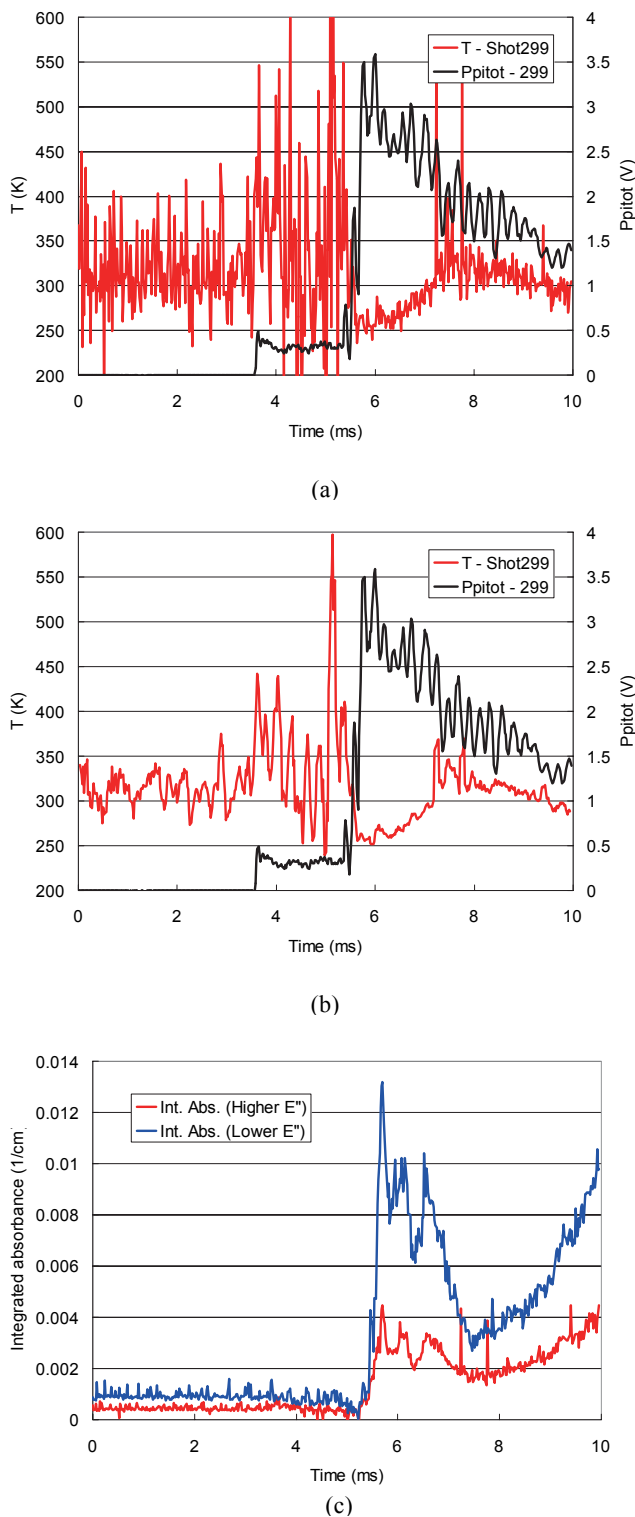 600
550
500
450
400
350
300
250
200
T (K)
4
3.5
3
2.5
2
1.5
1
0.5
0
Ppitot (V)
T - Shot299
Ppitot - 299
0 2 4 6 8 10
Time (ms)
(a)
600
550
500
450
400
350
300
250
200
T (K)
4
3.5
3
2.5
2
1.5
1
0.5
0
Ppitot (V)
T - Shot299
Ppitot - 299
0 2 4 6 8 10
Time (ms)
(b)
0.014
0.012
0.01
0.008
0.006
0.004
0.002
0
Integrated absorbance (1/cm)
Int. Abs. (Higher E")
Int. Abs. (Lower E")
0 2 4 6 8 10
Time (ms)
(c)